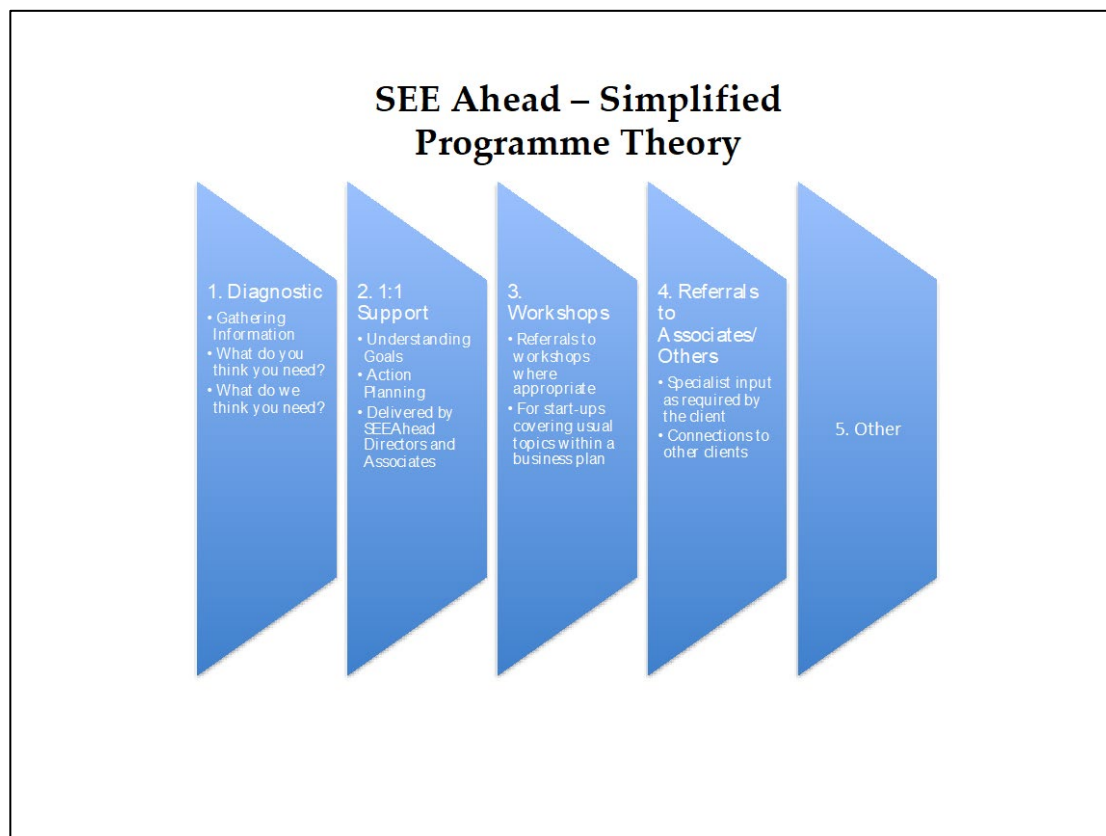 SEE Ahead – Simplified
Programme Theory
1. Diagnostic
• Gathering
Information
• What do you
think you need?
• What do we
think you need?
2. 1:1
Support
• Understanding
Goals
• Action
Planning
• Delivered by
SEEAhead
Directors and
Associates
3.
Workshops
• Referrals to
workshops
where
appropriate
• For start-ups
covering usual
topics within a
business plan
4. Referrals
to
Associates/
Others
• Specialist input
as required by
the client
• Connections to
other clients
5. Other